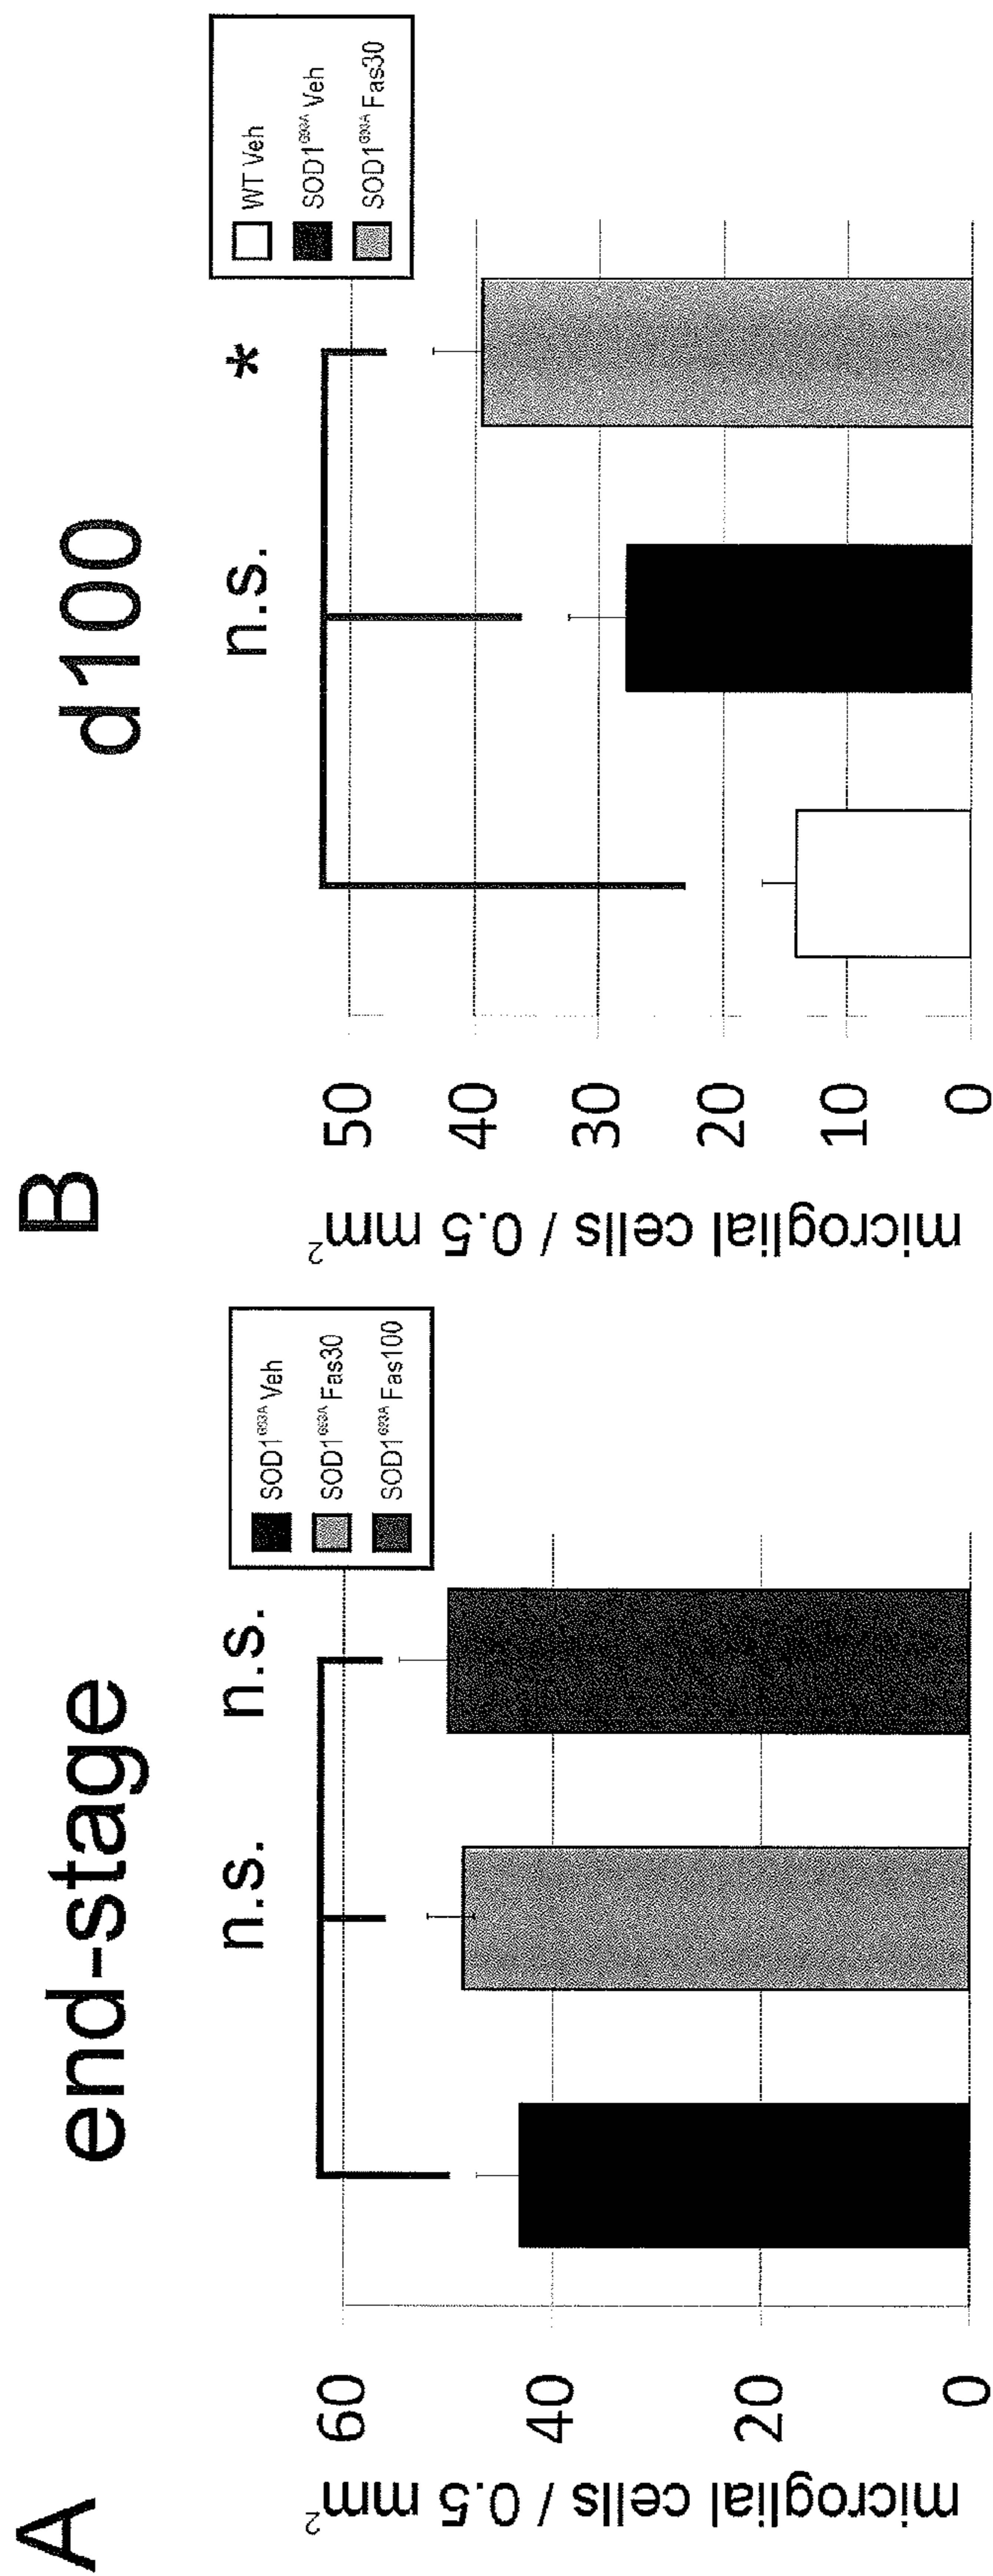 A
end-stage
n.s.
n.s.
SOD1ᴳ⁹³ᴬ Veh
SOD1ᴳ⁹³ᴬ Fas30
SOD1ᴳ⁹³ᴬ Fas100
microglial cells / 0.5 mm²
60
40
20
0
B
d100
n.s.
*
WT Veh
SOD1ᴳ⁹³ᴬ Veh
SOD1ᴳ⁹³ᴬ Fas30
microglial cells / 0.5 mm²
50
40
30
20
10
0